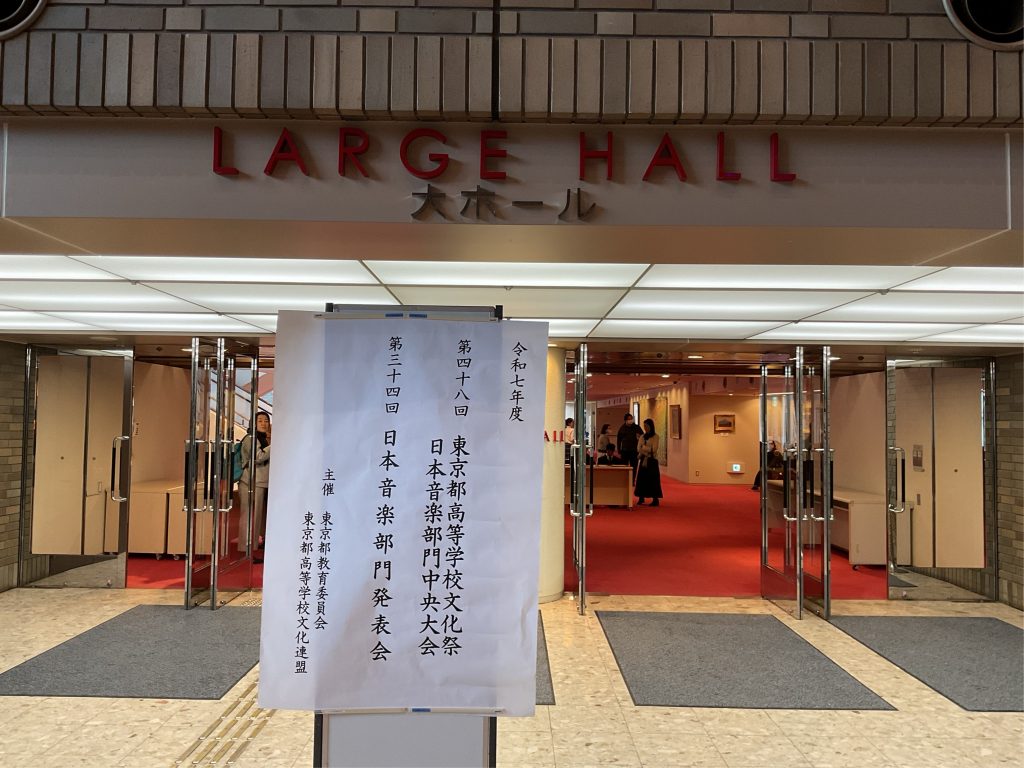 LARGE HALL
大ホール
令和七年度
第四十八回 東京都高等学校文化祭
日本音楽部門中央大会
第三十四回 日本音楽部門発表会
主催 東京都教育委員会
東京都高等学校文化連盟
ALL